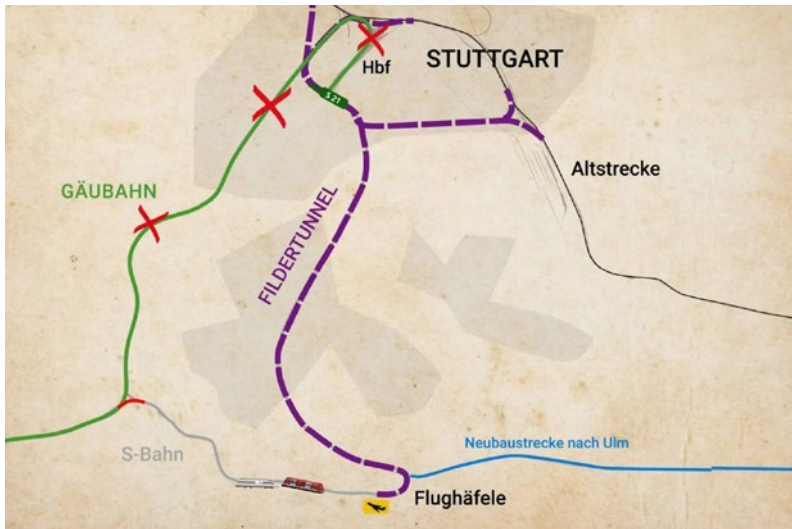 STUTTGART
Hbf
S 21
Altstrecke
GÄUBAHN
FILDERTUNNEL
Neubaustrecke nach Ulm
S-Bahn
Flughäfele